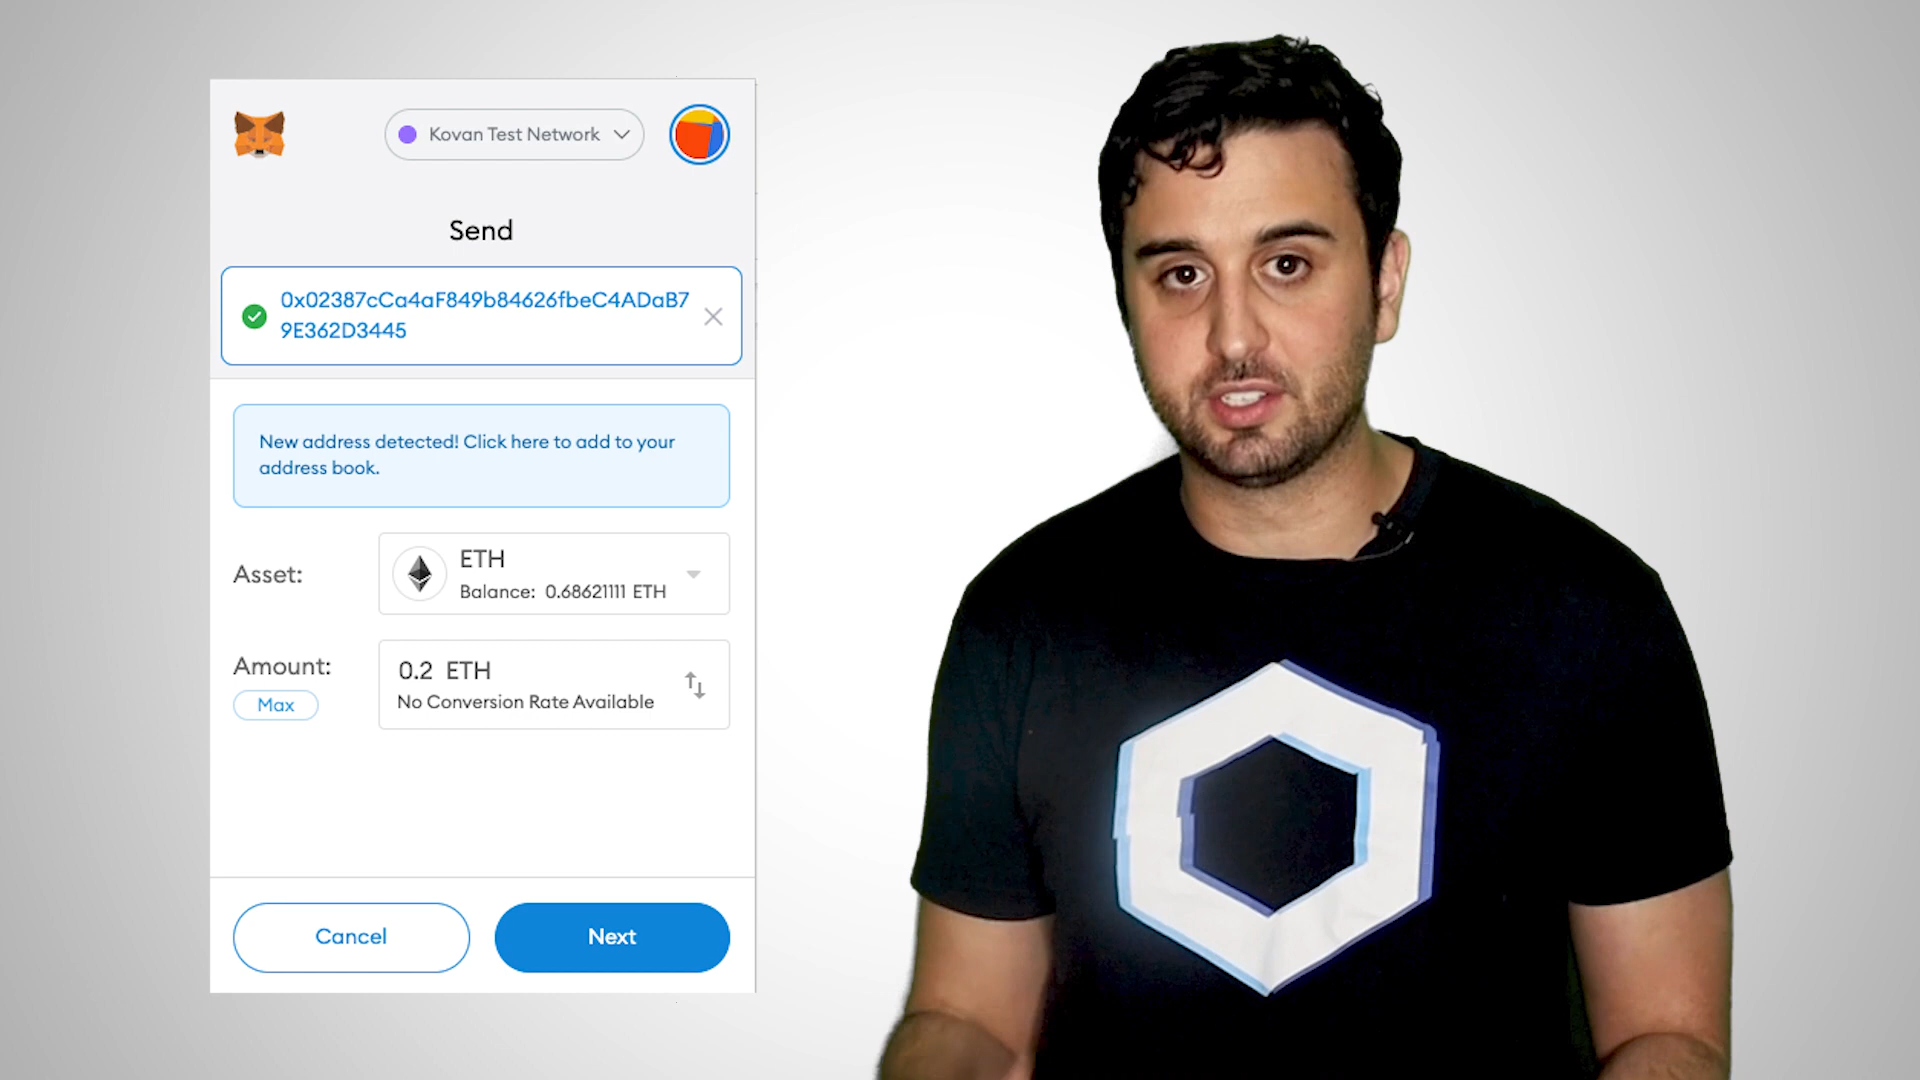 Kovan Test Network
Send
0x02387cCa4aF849b84626fbeC4ADaB7
9E362D3445
New address detected! Click here to add to your
address book.
Asset:
ETH
Balance: 0.68621111 ETH
Amount:
Max
0.2 ETH
No Conversion Rate Available
Cancel
Next